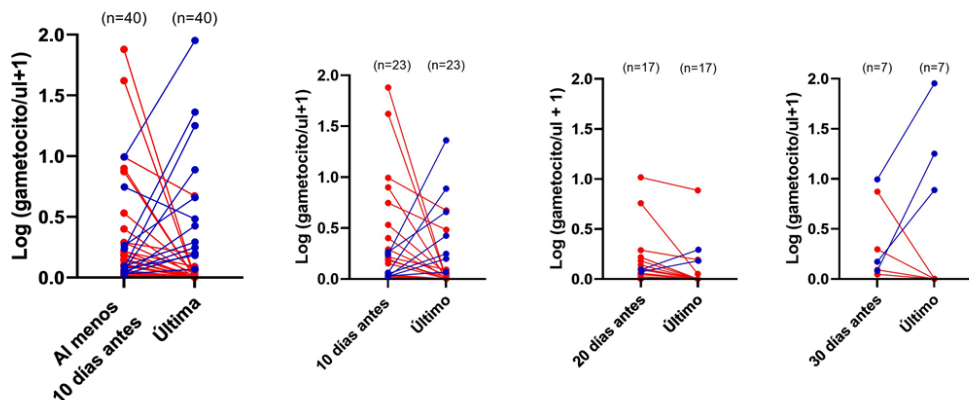 (n=40) (n=40)
Log (gametocito/ul+1)
2.0
1.5
1.0
0.5
0.0
Al menos
10 días antes
Última
(n=23) (n=23)
Log (gametocito/ul+1)
2.0
1.5
1.0
0.5
0.0
10 días antes
Último
(n=17) (n=17)
Log (gametocito/ul + 1)
2.0
1.5
1.0
0.5
0.0
20 días antes
Último
(n=7) (n=7)
Log (gametocito/ul+1)
2.0
1.5
1.0
0.5
0.0
30 días antes
Último